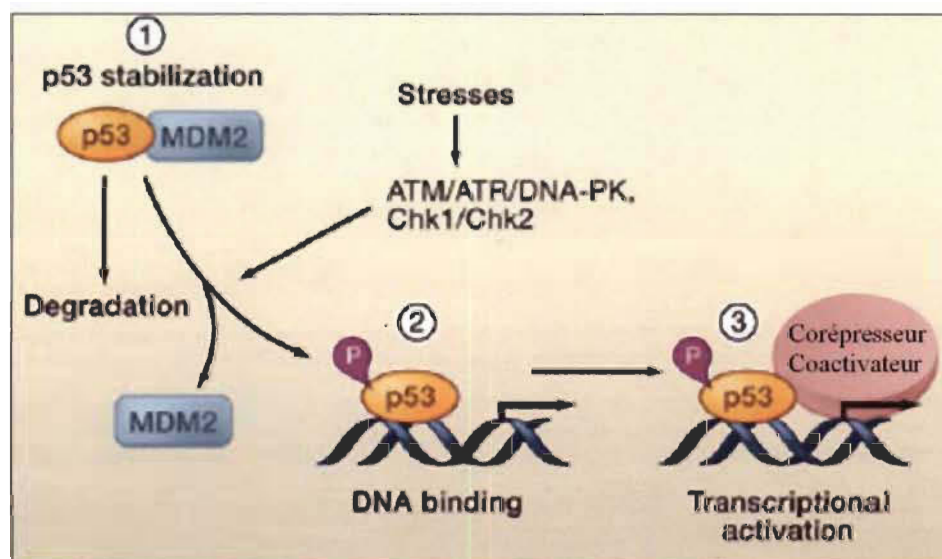 1
p53 stabilization
p53 MDM2
Stresses
ATM/ATR/DNA-PK,
Chk1/Chk2
Degradation
MDM2
2
P
p53
DNA binding
3
P
p53
Corépresseur
Coactivateur
Transcriptional
activation